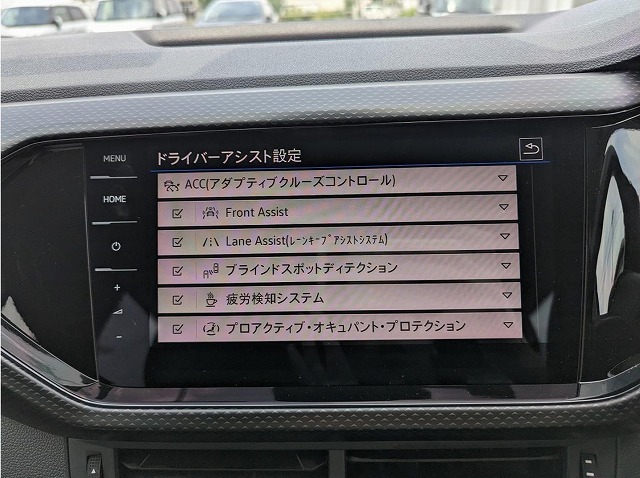 ドライバーアシスト設定
MENU
ACC(アダプティブクルーズコントロール)
HOME
Front Assist
Lane Assist(ﾚｰﾝｷｰﾌﾟｱｼｽﾄｼｽﾃﾑ)
ブラインドスポットディテクション
疲労検知システム
プロアクティブ・オキュパント・プロテクション